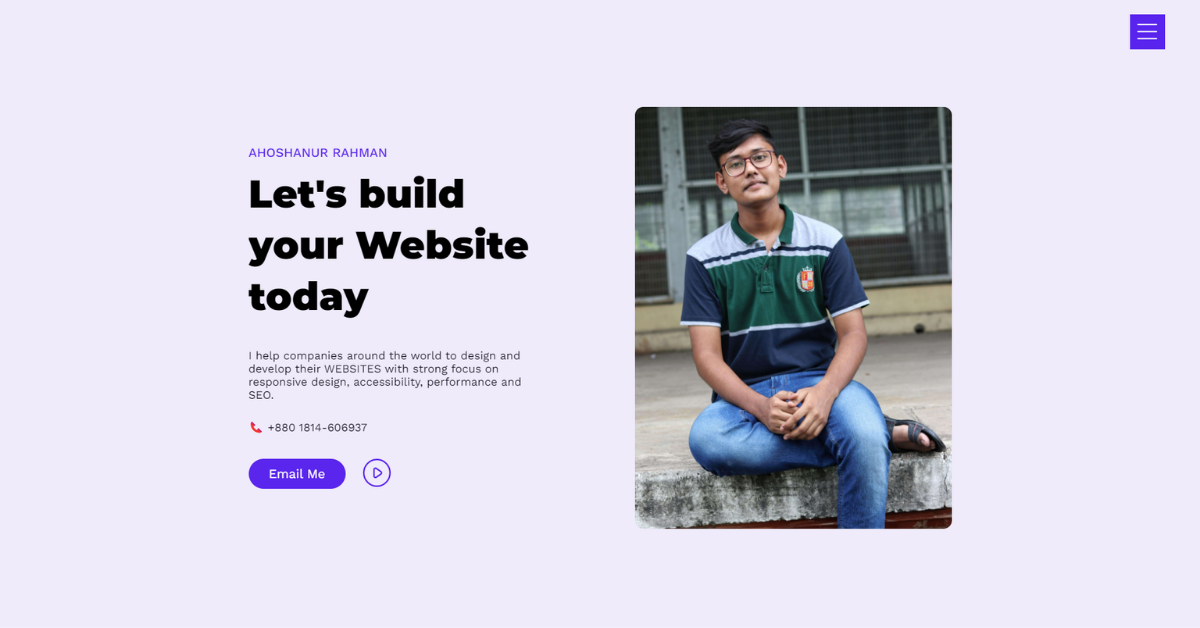 AHOSHANUR RAHMAN
Let's build
your Website
today
I help companies around the world to design and
develop their WEBSITES with strong focus on
responsive design, accessibility, performance and
SEO.
+880 1814-606937
Email Me